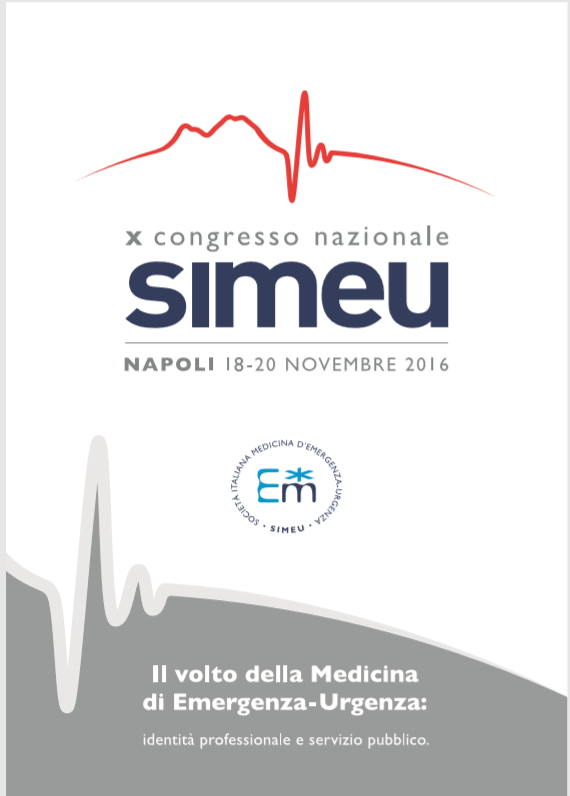 x congresso nazionale
simeu
NAPOLI 18-20 NOVEMBRE 2016
SOCIETÀ ITALIANA MEDICINA D'EMERGENZA-URGENZA
Em
• SIMEU •
Il volto della Medicina
di Emergenza-Urgenza:
identità professionale e servizio pubblico.